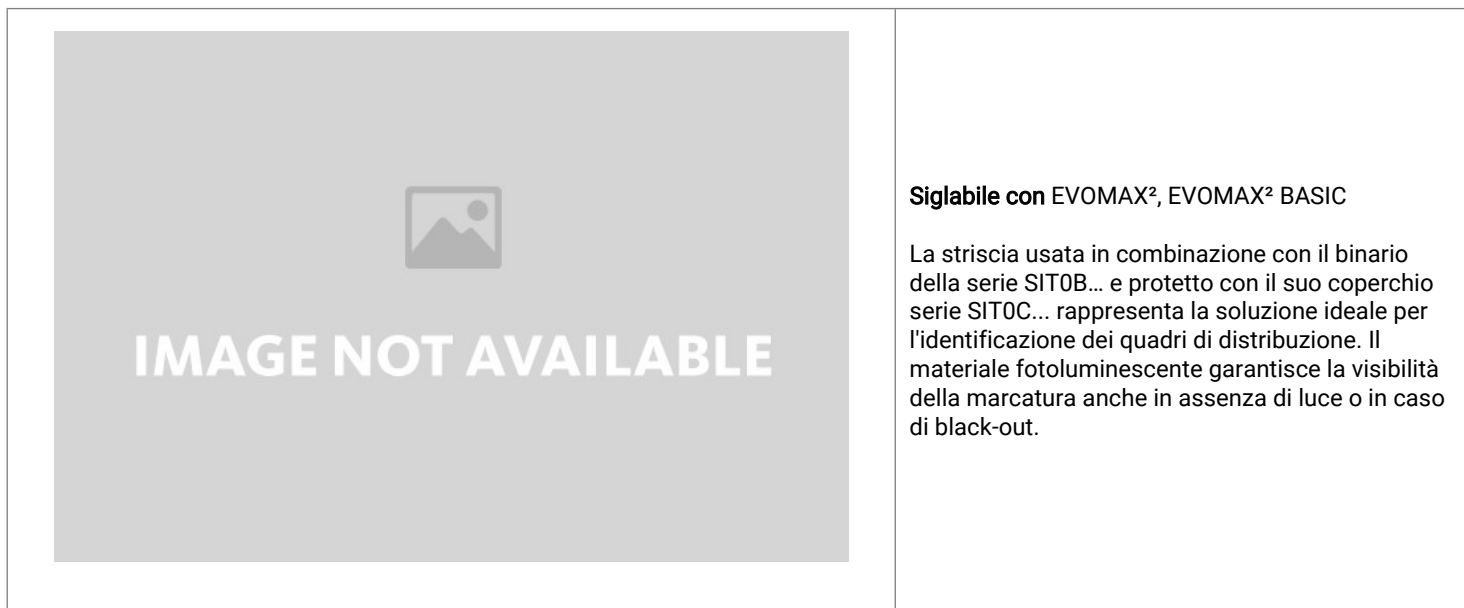 IMAGE NOT AVAILABLE
Siglabile con EVOMAX², EVOMAX² BASIC
La striscia usata in combinazione con il binario
della serie SIT0B… e protetto con il suo coperchio
serie SIT0C... rappresenta la soluzione ideale per
l'identificazione dei quadri di distribuzione. Il
materiale fotoluminescente garantisce la visibilità
della marcatura anche in assenza di luce o in caso
di black-out.